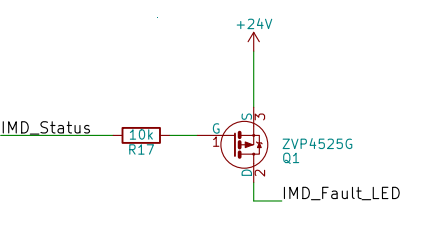 +24V
IMD_Status
10k
R17
G
1
S
3
D
2
ZVP4525G
Q1
IMD_Fault_LED